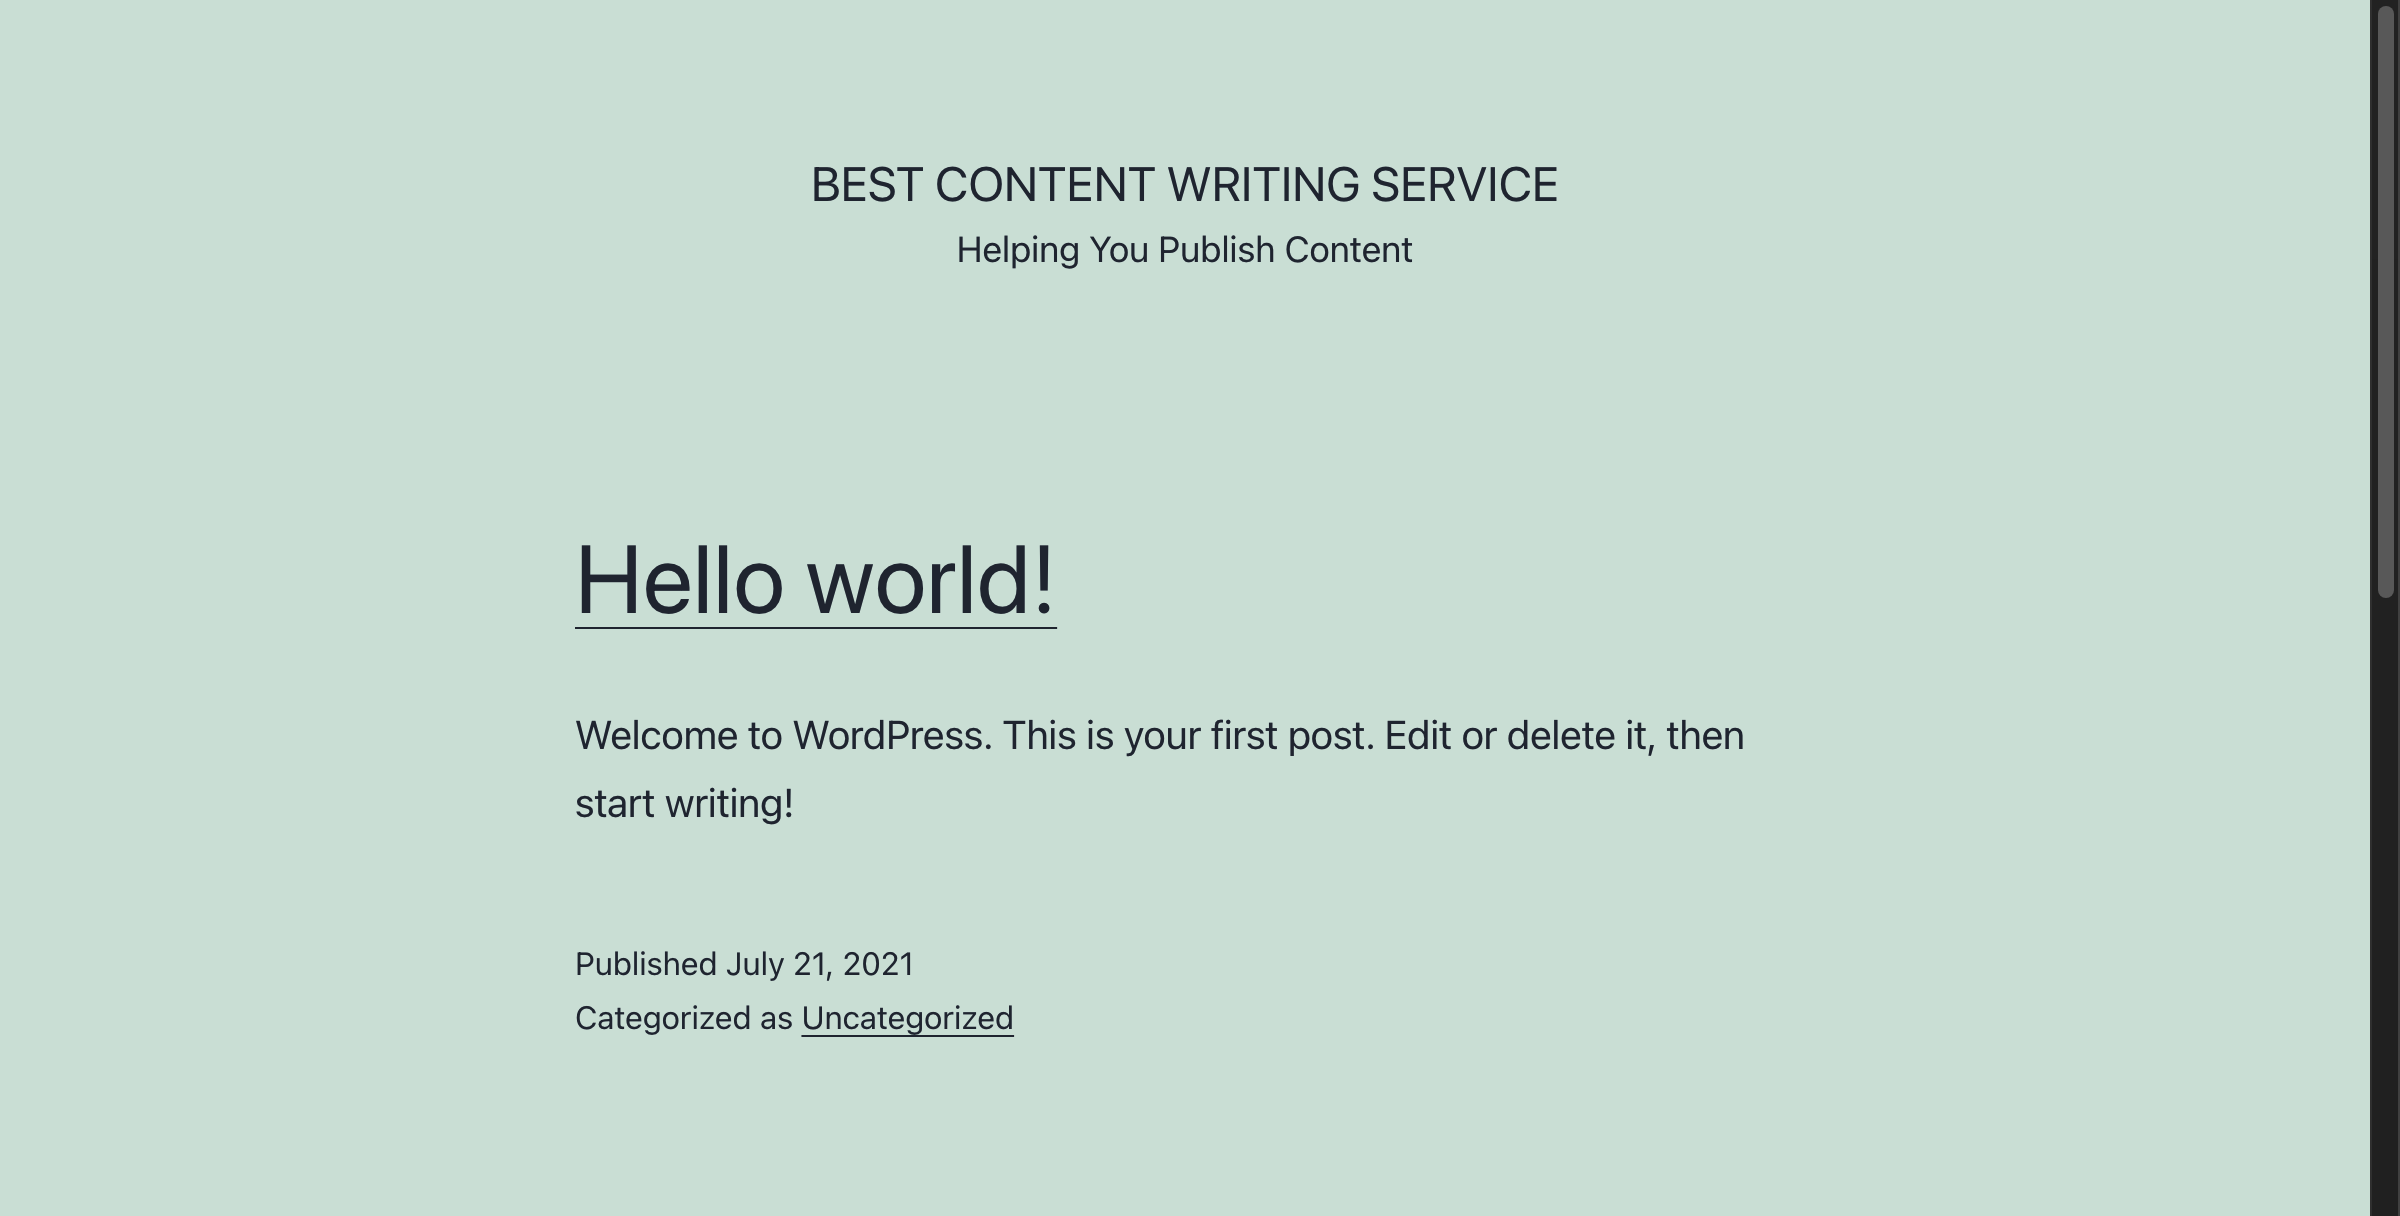 BEST CONTENT WRITING SERVICE
Helping You Publish Content
Hello world!
Welcome to WordPress. This is your first post. Edit or delete it, then
start writing!
Published July 21, 2021
Categorized as Uncategorized